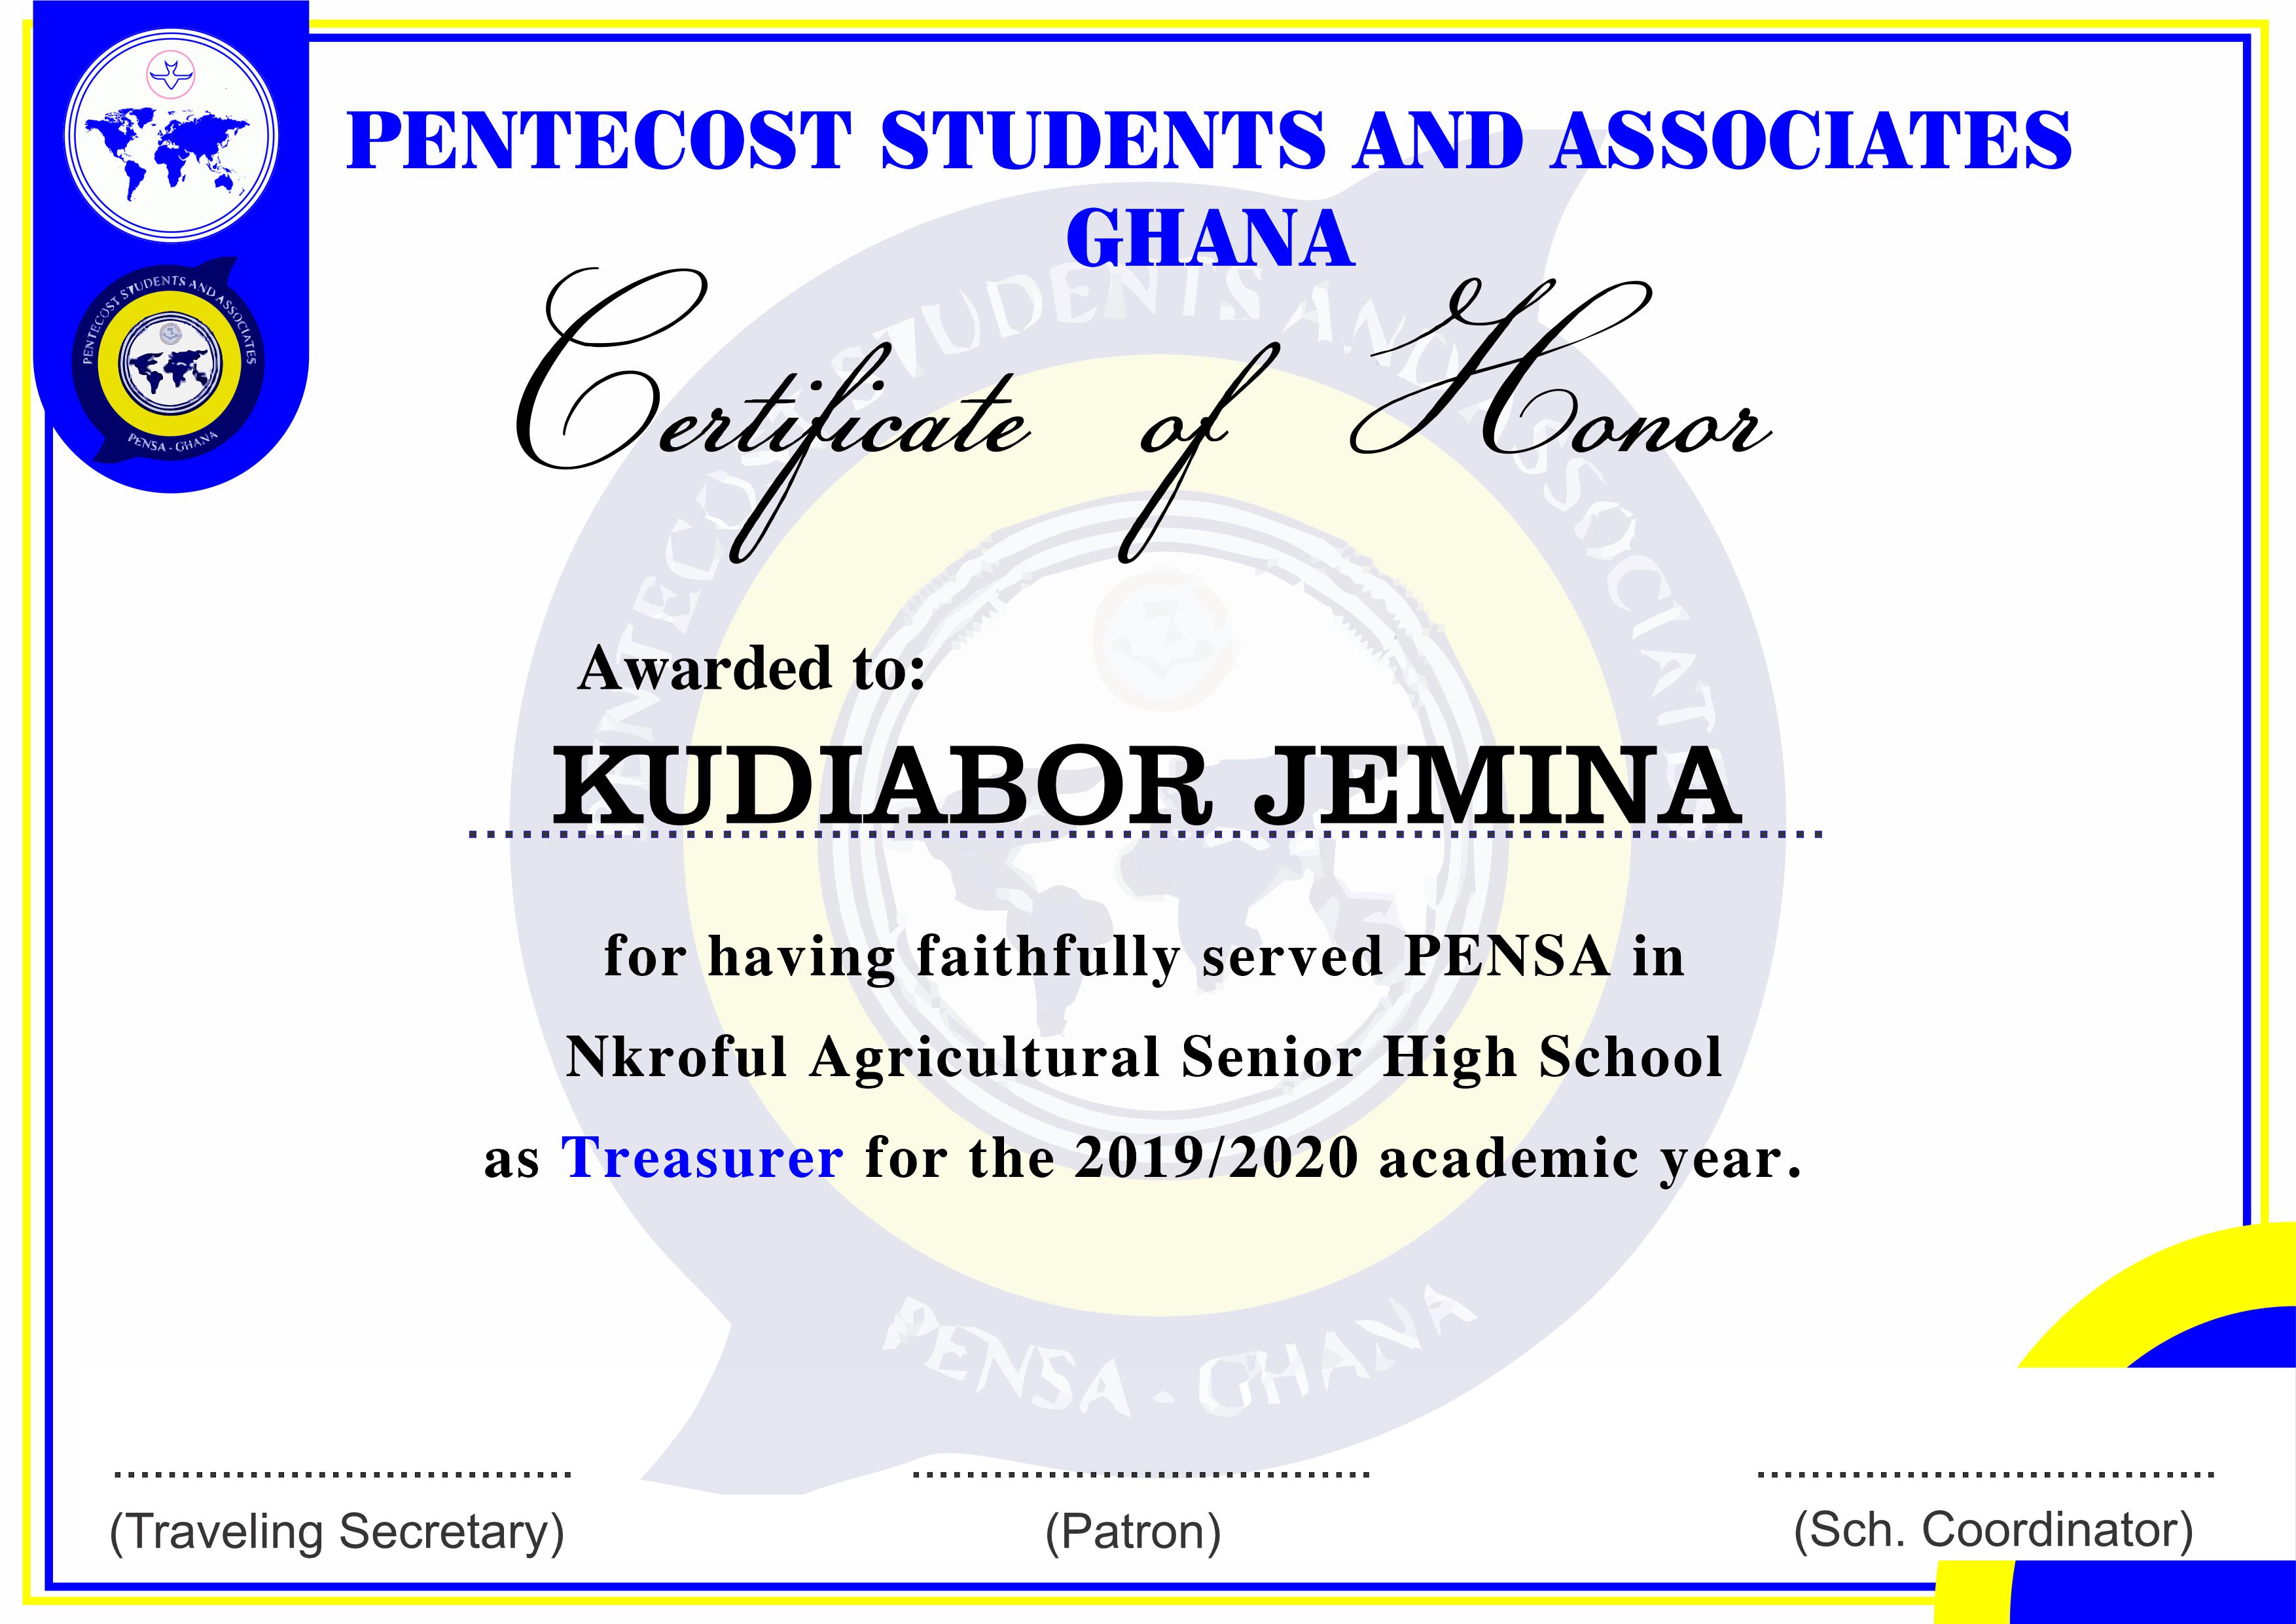 PENTECOST STUDENTS AND ASSOCIATES
GHANA
PENTECOST STUDENTS AND ASSOCIATES
PENSA - GHANA
Certificate of Honor
Awarded to:
KUDIABOR JEMINA
for having faithfully served PENSA in
Nkroful Agricultural Senior High School
as Treasurer for the 2019/2020 academic year.
PENTECOST STUDENTS AND ASSOCIATES
PENSA - GHANA
(Traveling Secretary)
(Patron)
(Sch. Coordinator)